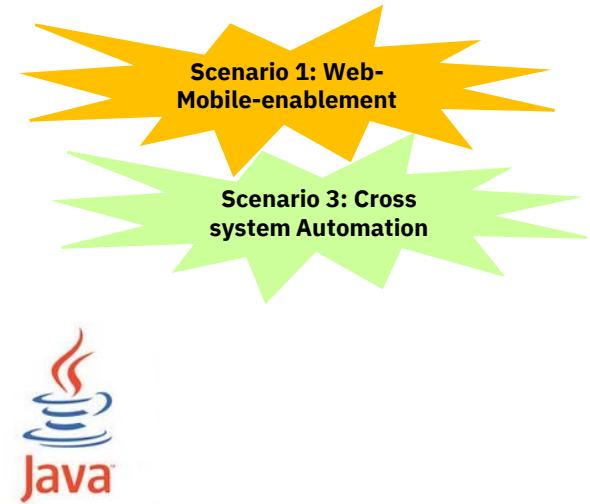 Scenario 1: Web-
Mobile-enablement
Scenario 3: Cross
system Automation
Java